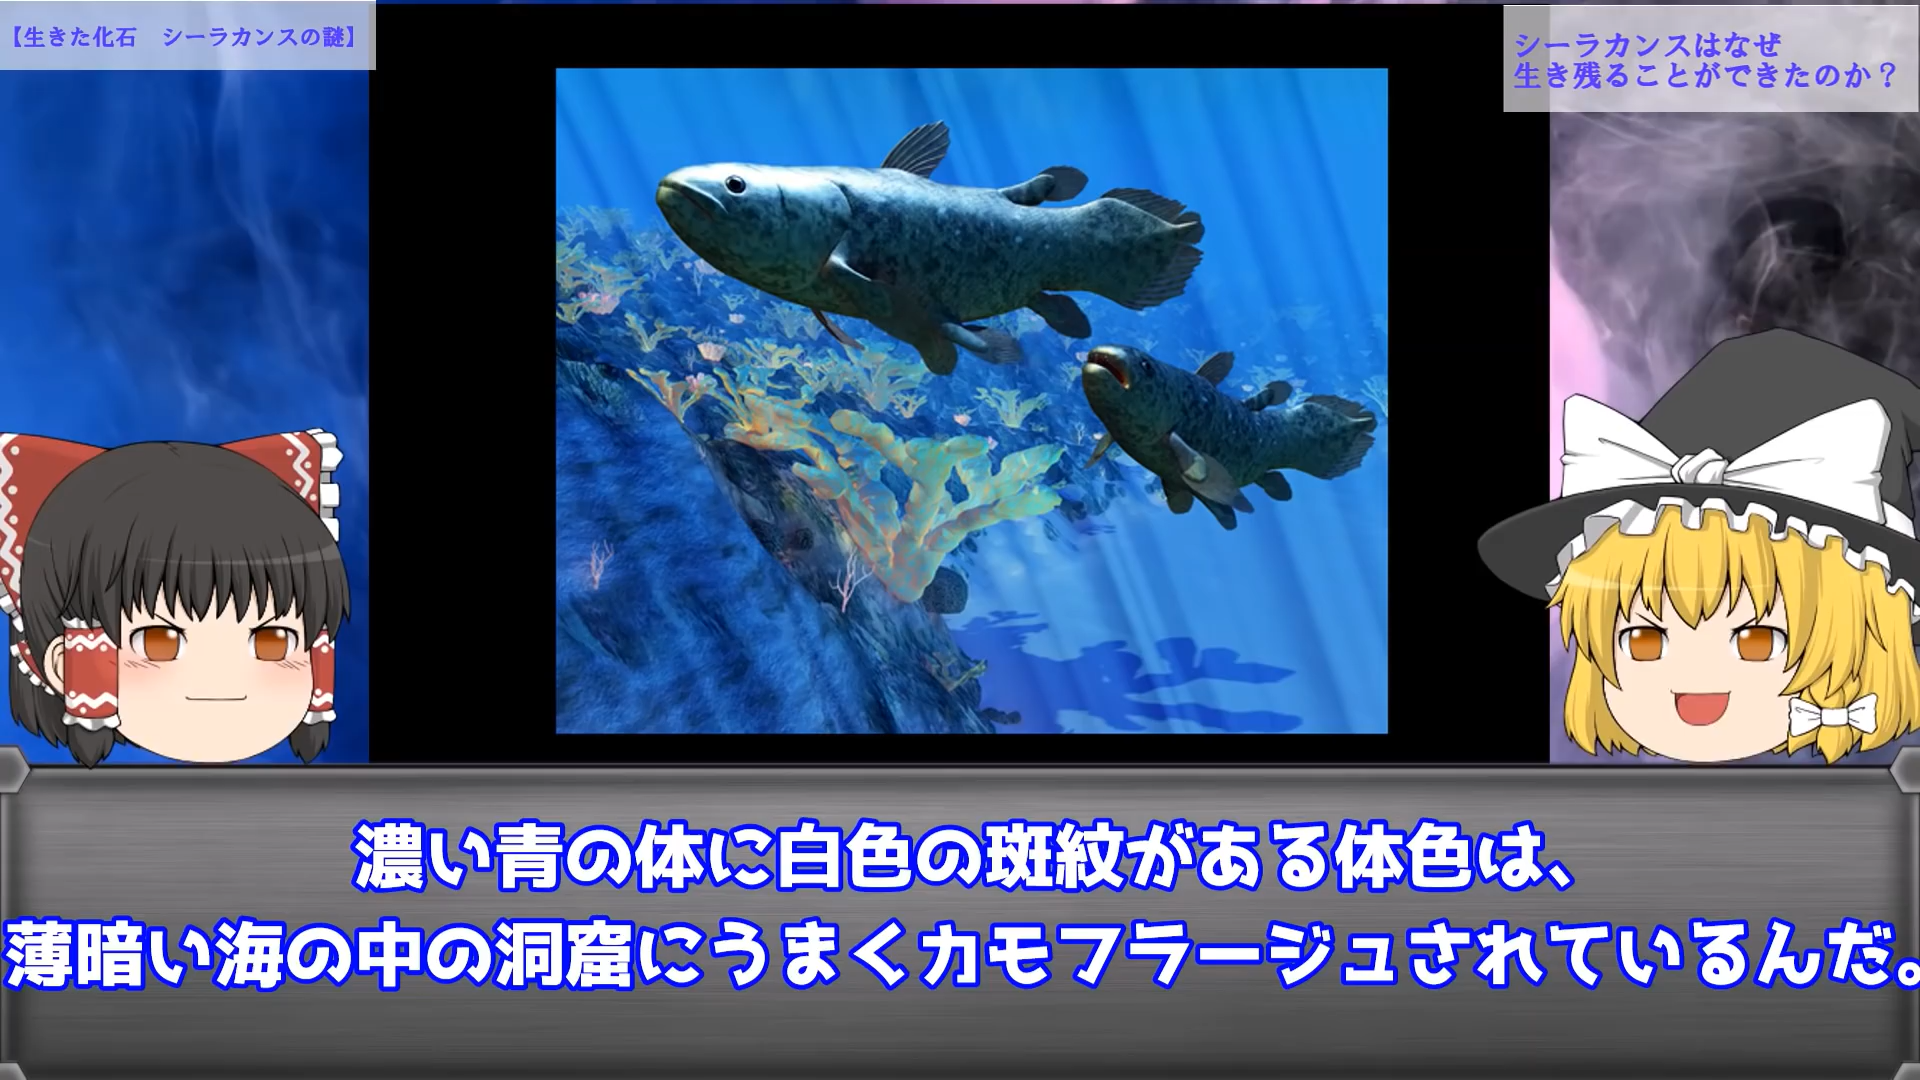 【生きた化石　シーラカンスの謎】
シーラカンスはなぜ
生き残ることができたのか？
濃い青の体に白色の斑紋がある体色は、
薄暗い海の中の洞窟にうまくカモフラージュされているんだ。